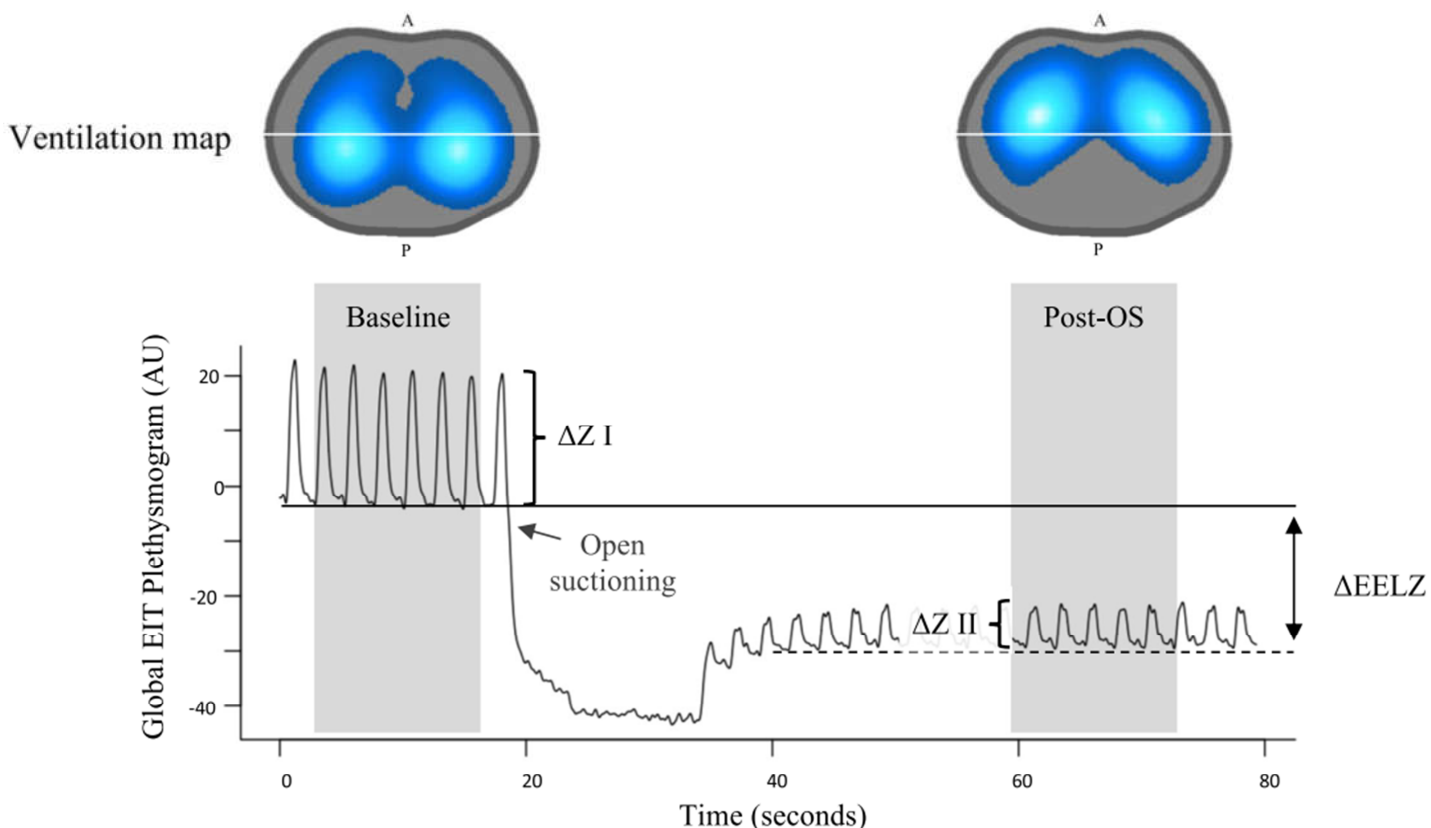 A
A
Ventilation map
P
P
Baseline
Post-OS
Global EIT Plethysmogram (AU)
20
0
-20
-40
ΔZ I
Open
suctioning
ΔZ II
ΔEELZ
0
20
40
60
80
Time (seconds)